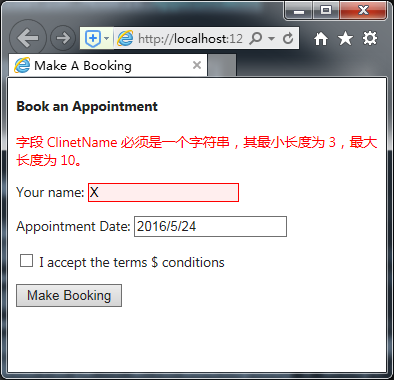 http://localhost:12
Make A Booking
Book an Appointment
字段 ClinetName 必须是一个字符串，其最小长度为 3，最大
长度为 10。
Your name: X
Appointment Date: 2016/5/24
I accept the terms $ conditions
Make Booking